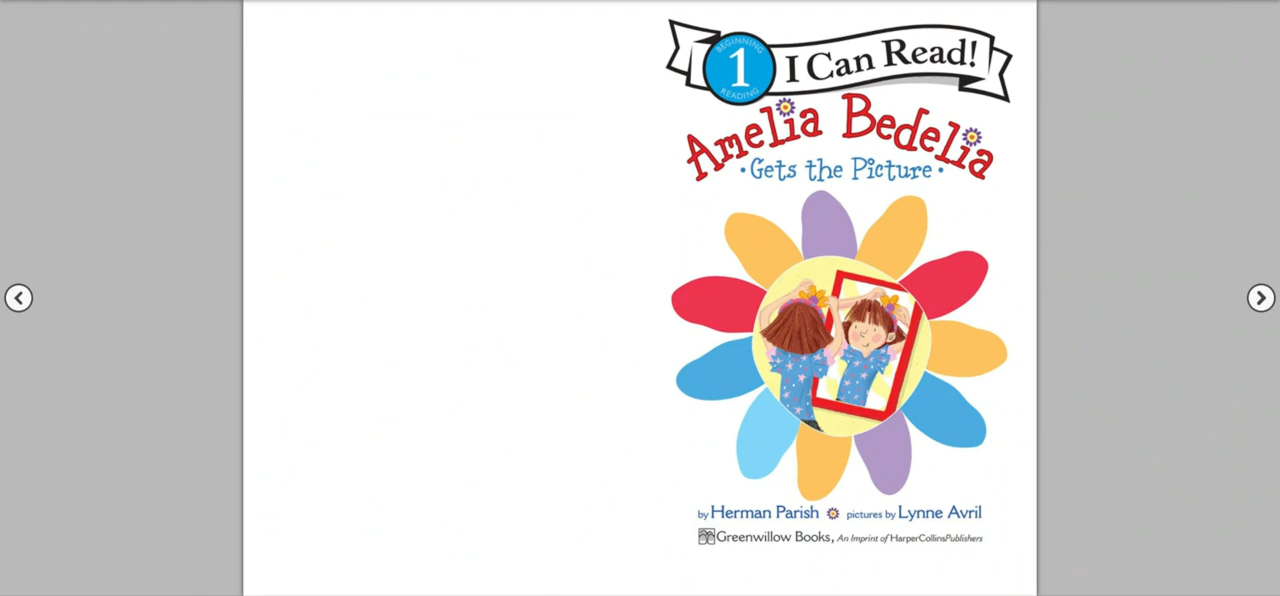 BEGINNING
1
READING
I Can Read!
Amelia Bedelia
• Gets the Picture •
by Herman Parish pictures by Lynne Avril
Greenwillow Books, An Imprint of HarperCollinsPublishers